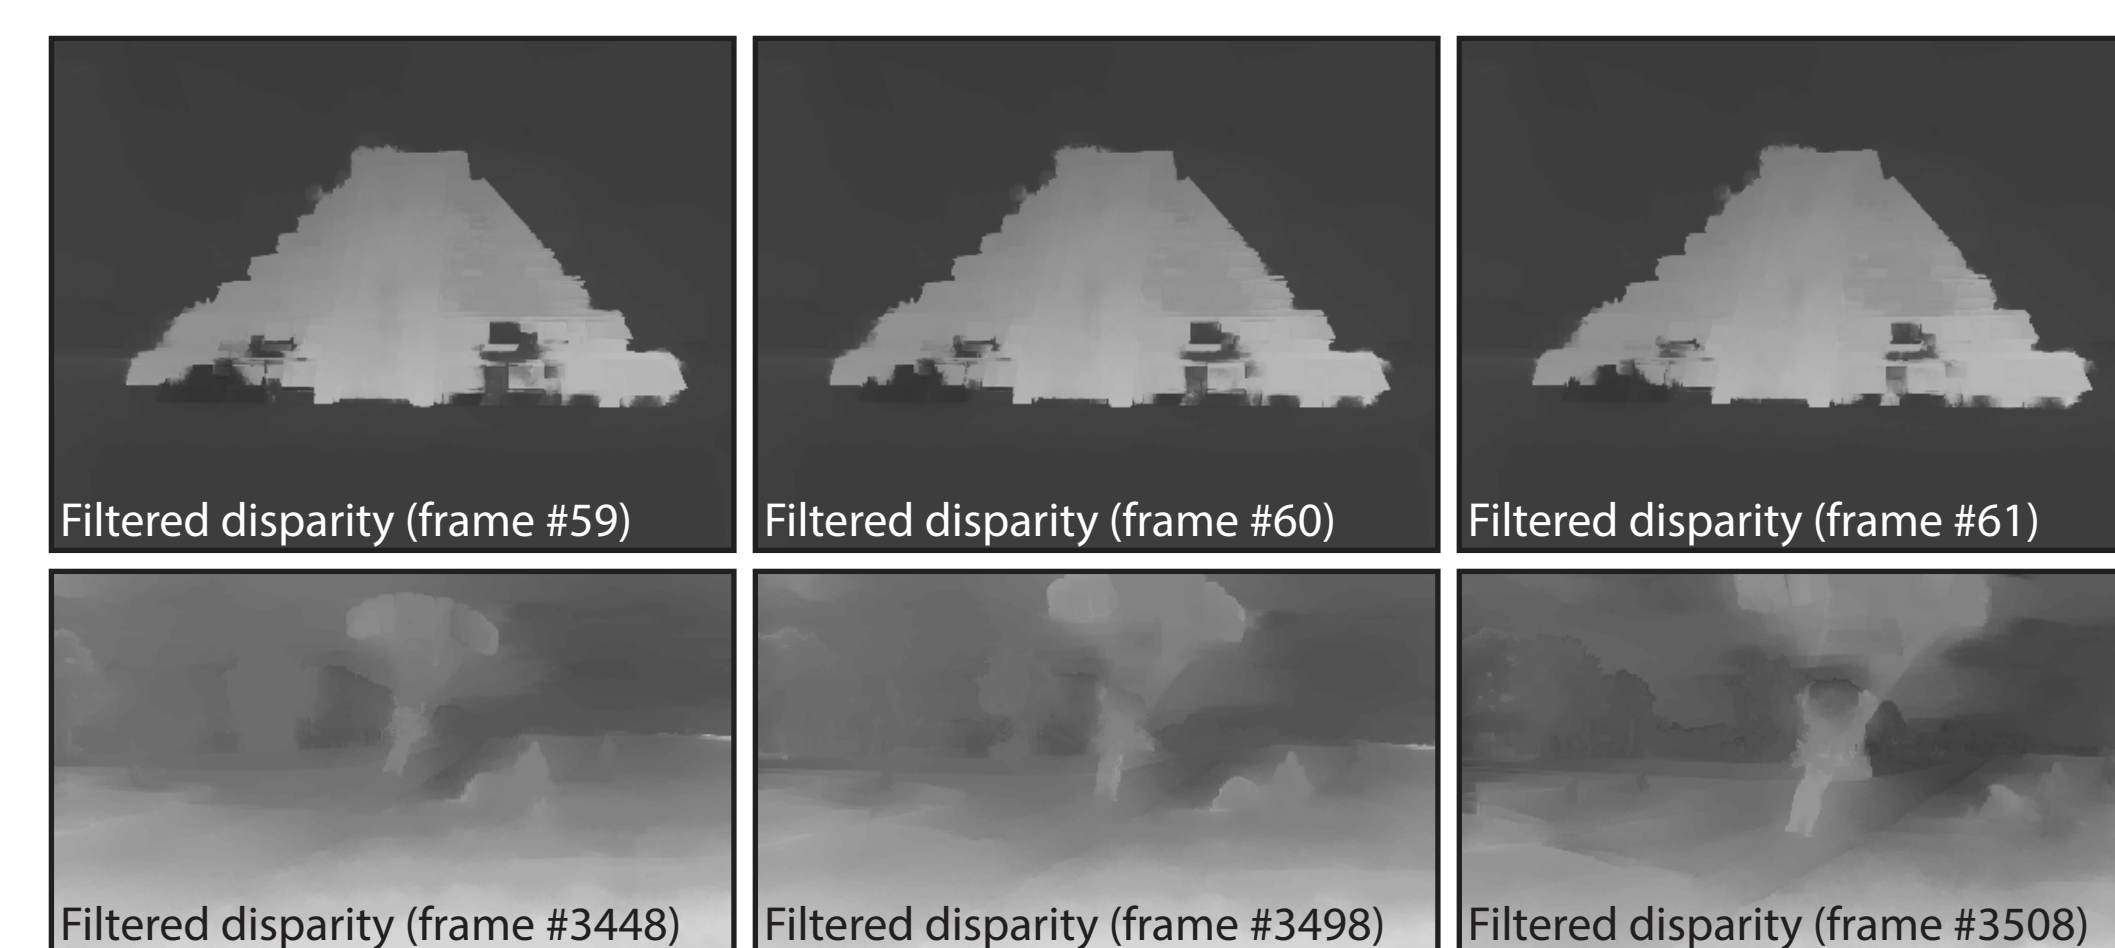 Filtered disparity (frame #59)
Filtered disparity (frame #60)
Filtered disparity (frame #61)
Filtered disparity (frame #3448)
Filtered disparity (frame #3498)
Filtered disparity (frame #3508)